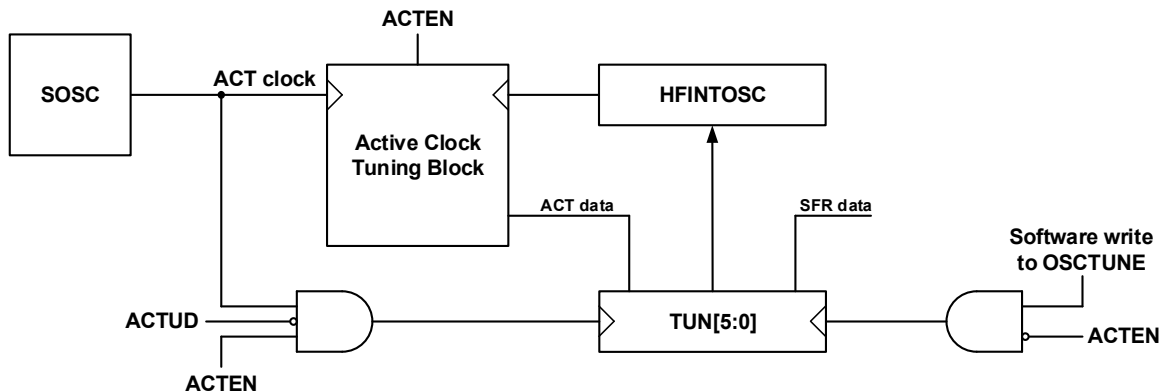 ACTEN
SOSC
ACT clock
HFINTOSC
Active Clock
Tuning Block
ACT data
SFR data
Software write
to OSCTUNE
ACTUD
TUN[5:0]
ACTEN
ACTEN